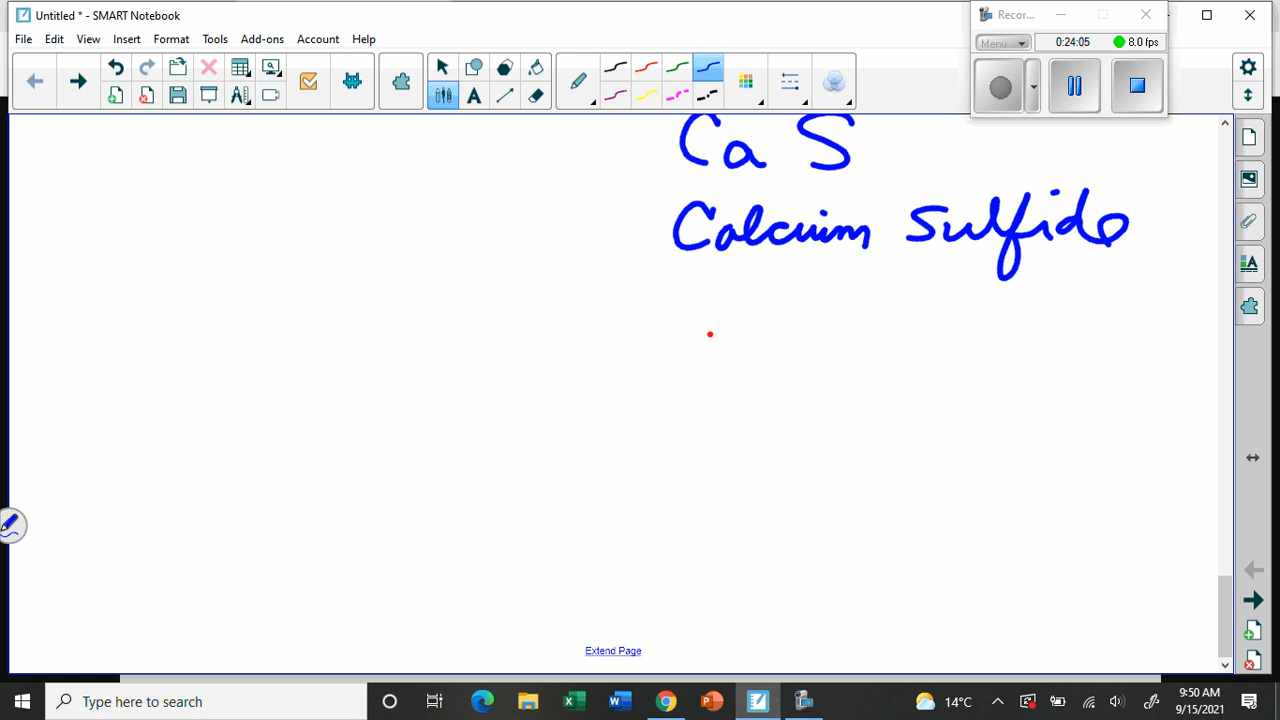 Untitled * - SMART Notebook
Recor...
File Edit View Insert Format Tools Add-ons Account Help
Menu 0:24:05 8.0 fps
Ca S
Calcium Sulfide
Extend Page
Type here to search
14°C
9:50 AM
9/15/2021